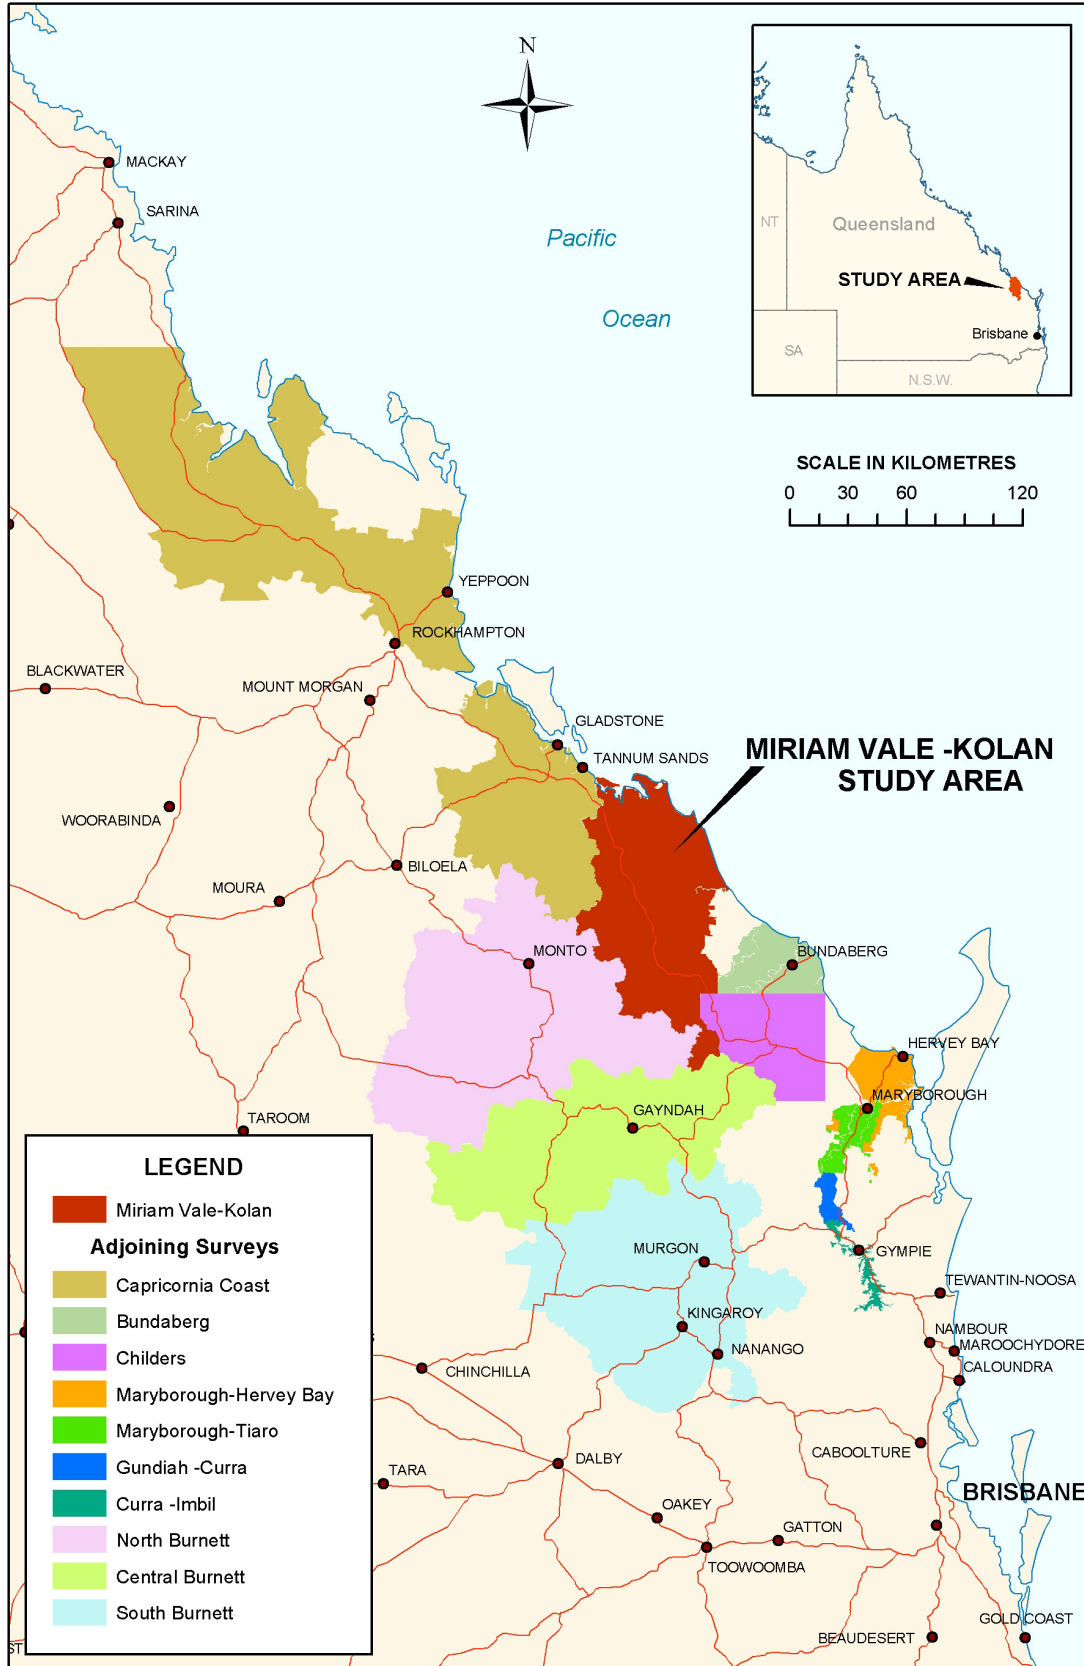 N
MACKAY
SARINA
Pacific
Ocean
NT
Queensland
STUDY AREA
Brisbane
SA
N.S.W.
SCALE IN KILOMETRES
0 30 60 120
YEPPOON
ROCKHAMPTON
BLACKWATER
MOUNT MORGAN
GLADSTONE
TANNUM SANDS
MIRIAM VALE -KOLAN
STUDY AREA
WOORABINDA
BILOELA
MOURA
MONTO
BUNDABERG
HERVEY BAY
MARYBOROUGH
GAYNDAH
TAROOM
MURGON
GYMPIE
TEWANTIN-NOOSA
KINGAROY
NAMBOUR
MAROOCHYDORE
NANANGO
CALOUNDRA
CHINCHILLA
CABOOLTURE
DALBY
TARA
BRISBANE
OAKEY
GATTON
TOOWOOMBA
GOLD COAST
BEAUDESERT
LEGEND
Miriam Vale-Kolan
Adjoining Surveys
Capricornia Coast
Bundaberg
Childers
Maryborough-Hervey Bay
Maryborough-Tiaro
Gundiah -Curra
Curra -Imbil
North Burnett
Central Burnett
South Burnett